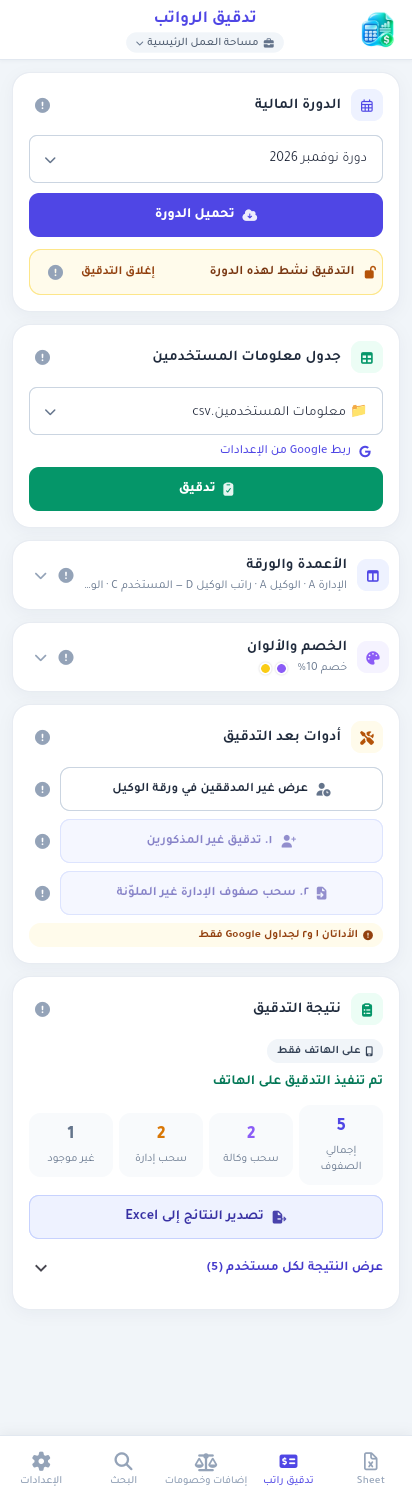 تدقيق الرواتب
مساحة العمل الرئيسية
الدورة المالية
دورة نوفمبر 2026
تحميل الدورة
التدقيق نشط لهذه الدورة
إغلاق التدقيق
جدول معلومات المستخدمين
معلومات المستخدمين.csv
ربط Google من الإعدادات
تدقيق
الأعمدة والورقة
الإدارة A · الوكيل A · راتب الوكيل D — المستخدم C · الو...
الخصم والألوان
خصم 10%
أدوات بعد التدقيق
عرض غير المدققين في ورقة الوكيل
١. تدقيق غير المذكورين
٢. سحب صفوف الإدارة غير الملوّنة
الأداتان ١ و٢ لجداول Google فقط
نتيجة التدقيق
على الهاتف فقط
تم تنفيذ التدقيق على الهاتف
5 إجمالي الصفوف
2 سحب وكالة
2 سحب إدارة
1 غير موجود
تصدير النتائج إلى Excel
عرض النتيجة لكل مستخدم (5)
Sheet
تدقيق راتب
إضافات وخصومات
البحث
الإعدادات